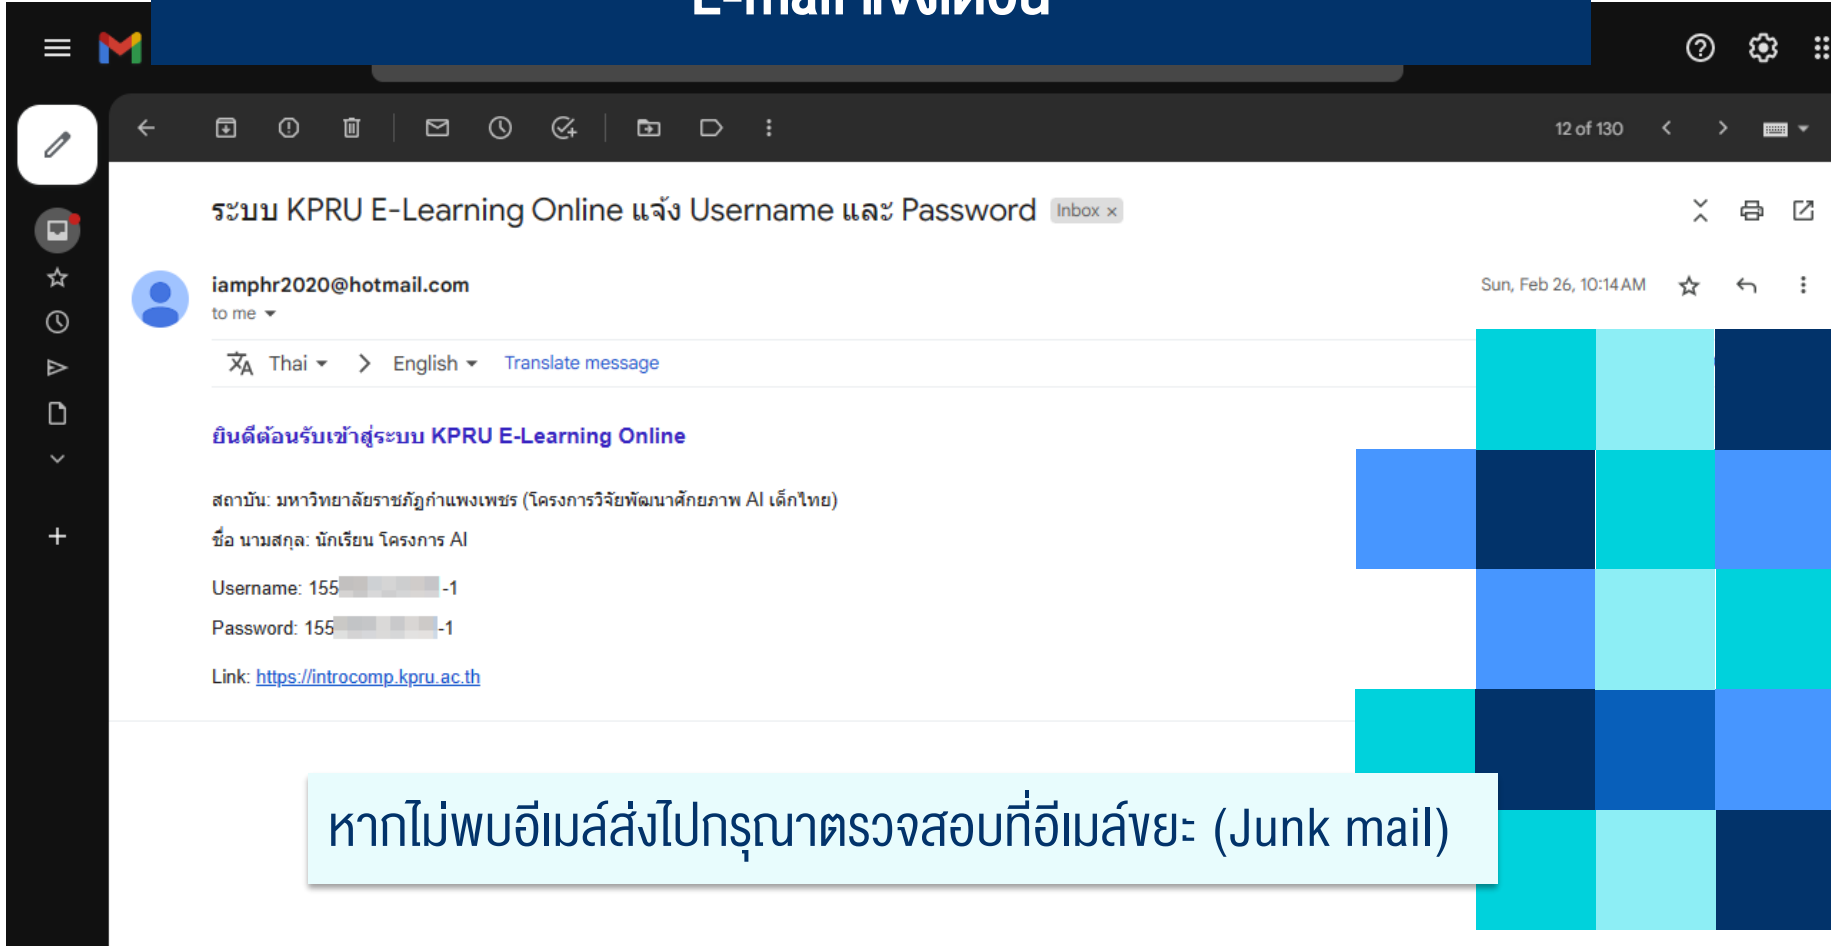 E-mail แจ้งเตือน
12 of 130
ระบบ KPRU E-Learning Online แจ้ง Username และ Password Inbox ×
iamphr2020@hotmail.com Sun, Feb 26, 10:14 AM
to me
Thai > English Translate message
ยินดีต้อนรับเข้าสู่ระบบ KPRU E-Learning Online
สถาบัน: มหาวิทยาลัยราชภัฏกำแพงเพชร (โครงการวิจัยพัฒนาศักยภาพ AI เด็กไทย)
ชื่อ นามสกุล: นักเรียน โครงการ AI
Username: 155 -1
Password: 155 -1
Link: https://introcomp.kpru.ac.th
หากไม่พบอีเมล์ส่งไปกรุณาตรวจสอบที่อีเมล์ขยะ (Junk mail)